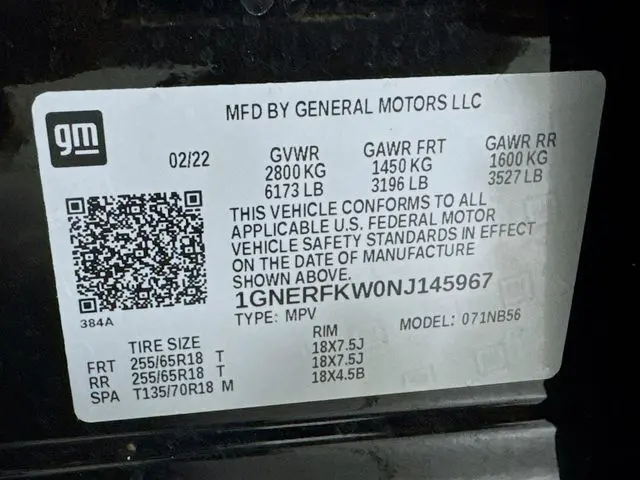 gm
MFD BY GENERAL MOTORS LLC
02/22
GVWR GAWR FRT GAWR RR
2800 KG 1450 KG 1600 KG
6173 LB 3196 LB 3527 LB
THIS VEHICLE CONFORMS TO ALL
APPLICABLE U.S. FEDERAL MOTOR
VEHICLE SAFETY STANDARDS IN EFFECT
ON THE DATE OF MANUFACTURE
SHOWN ABOVE.
1GNERFKW0NJ145967
384A
TYPE: MPV MODEL: 071NB56
TIRE SIZE RIM
FRT 255/65R18 T 18X7.5J
RR 255/65R18 T 18X7.5J
SPA T135/70R18 M 18X4.5B